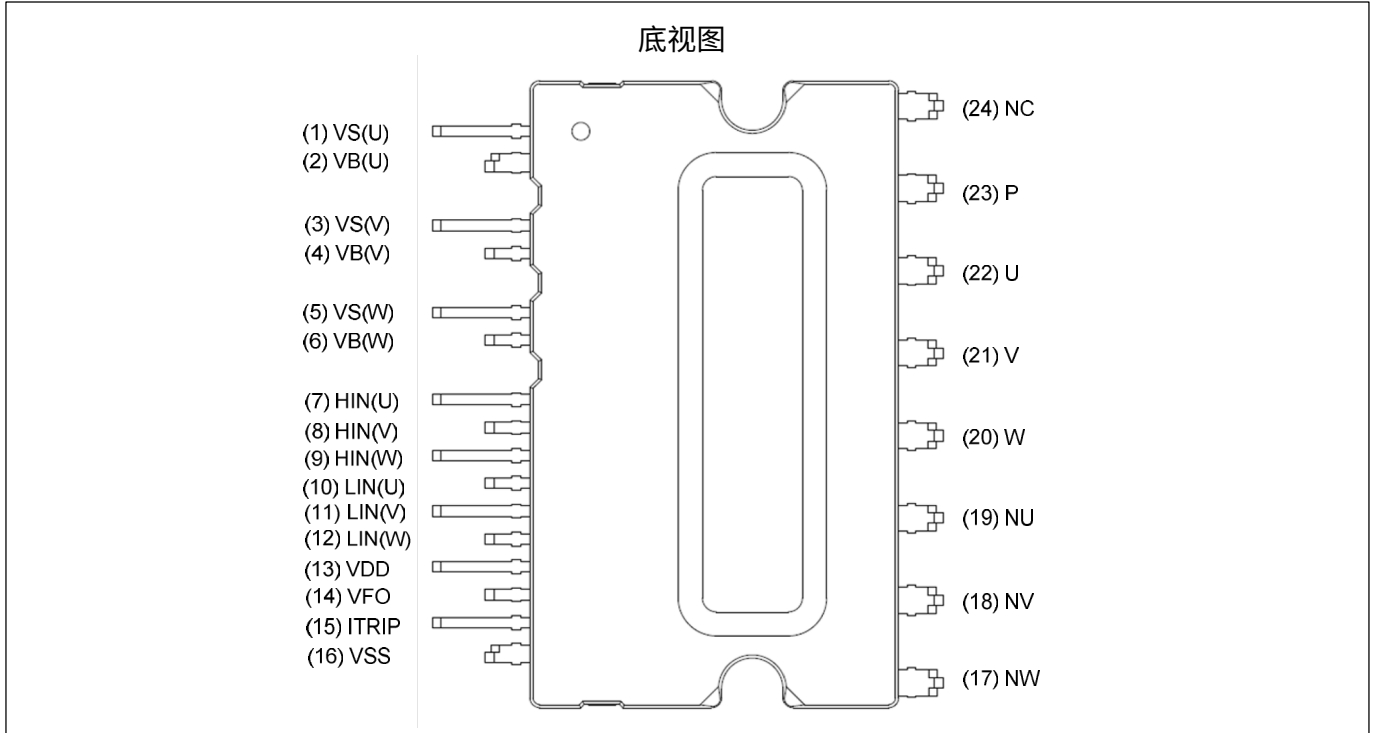 底视图
(1) VS(U)
(2) VB(U)
(3) VS(V)
(4) VB(V)
(5) VS(W)
(6) VB(W)
(7) HIN(U)
(8) HIN(V)
(9) HIN(W)
(10) LIN(U)
(11) LIN(V)
(12) LIN(W)
(13) VDD
(14) VFO
(15) ITRIP
(16) VSS
(24) NC
(23) P
(22) U
(21) V
(20) W
(19) NU
(18) NV
(17) NW